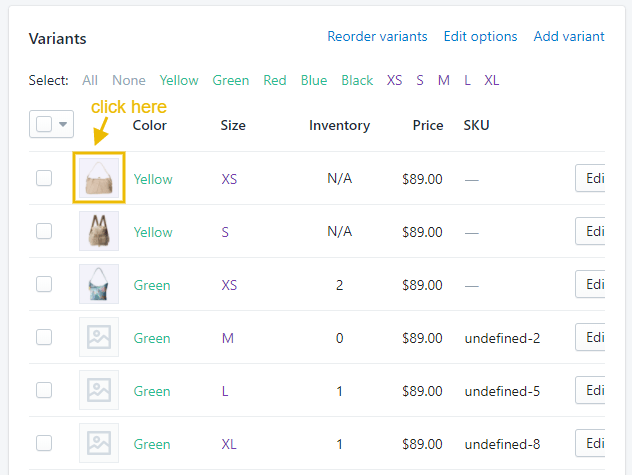 Variants Reorder variants Edit options Add variant
Select: All None Yellow Green Red Blue Black XS S M L XL
click here
Color Size Inventory Price SKU
Yellow XS N/A $89.00 — Edi
Yellow S N/A $89.00 — Edi
Green XS 2 $89.00 — Edi
Green M 0 $89.00 undefined-2 Edi
Green L 1 $89.00 undefined-5 Edi
Green XL 1 $89.00 undefined-8 Edi